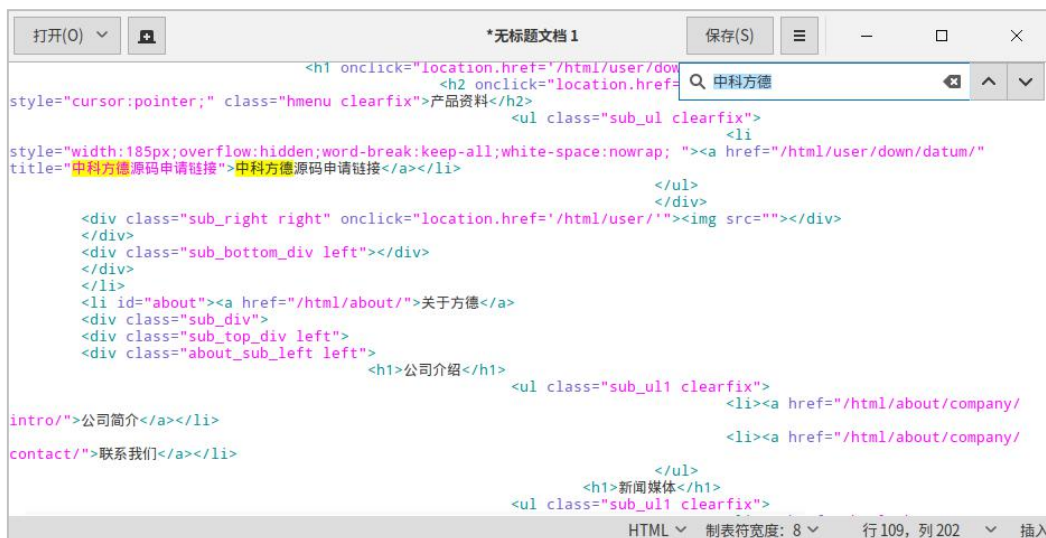 打开(O)
*无标题文档 1
保存(S)
中科方德
<h1 onclick="location.href='/html/user/dow
<h2 onclick="location.href=
style="cursor:pointer;" class="hmenu clearfix">产品资料</h2>
<ul class="sub_ul clearfix">
<li
style="width:185px;overflow:hidden;word-break:keep-all;white-space:nowrap; "><a href="/html/user/down/datum/"
title="中科方德源码申请链接">中科方德源码申请链接</a></li>
</ul>
</div>
<div class="sub_right right" onclick="location.href='/html/user/'"><img src=""></div>
</div>
<div class="sub_bottom_div left"></div>
</div>
</li>
<li id="about"><a href="/html/about/">关于方德</a>
<div class="sub_div">
<div class="sub_top_div left">
<div class="about_sub_left left">
<h1>公司介绍</h1>
<ul class="sub_ul1 clearfix">
<li><a href="/html/about/company/
intro/">公司简介</a></li>
<li><a href="/html/about/company/
contact/">联系我们</a></li>
</ul>
<h1>新闻媒体</h1>
<ul class="sub_ul1 clearfix">
HTML 制表符宽度: 8 行 109, 列 202 插入